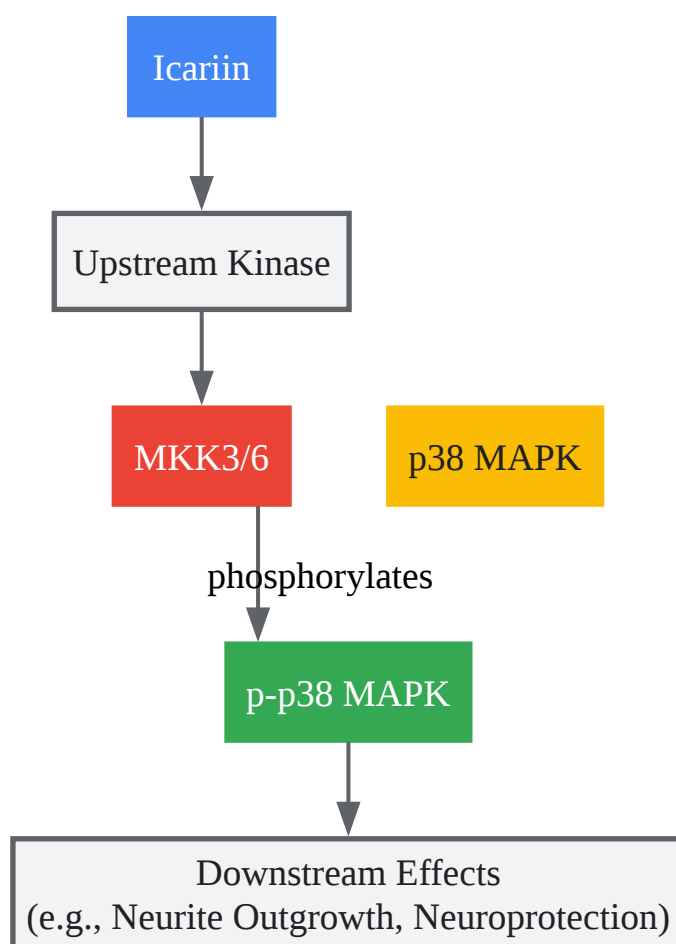 Icariin
Upstream Kinase
MKK3/6
p38 MAPK
phosphorylates
p-p38 MAPK
Downstream Effects
(e.g., Neurite Outgrowth, Neuroprotection)